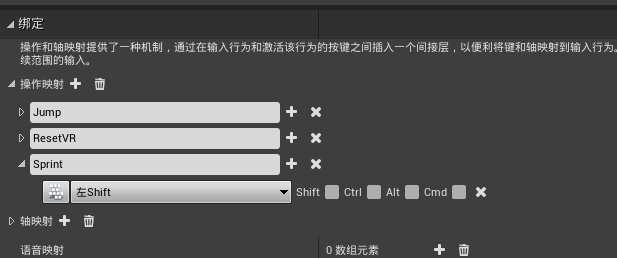 绑定
操作和轴映射提供了一种机制，通过在输入行为和激活该行为的按键之间插入一个间接层，以便利将键和轴映射到输入行为。
续范围的输入。
操作映射
Jump
ResetVR
Sprint
左Shift Shift Ctrl Alt Cmd
轴映射
语音映射 0 数组元素